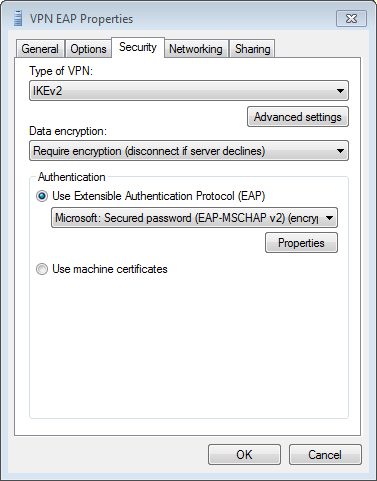 VPN EAP Properties
General Options Security Networking Sharing
Type of VPN:
IKEv2
Advanced settings
Data encryption:
Require encryption (disconnect if server declines)
Authentication
Use Extensible Authentication Protocol (EAP)
Microsoft: Secured password (EAP-MSCHAP v2) (encryp
Properties
Use machine certificates
OK Cancel